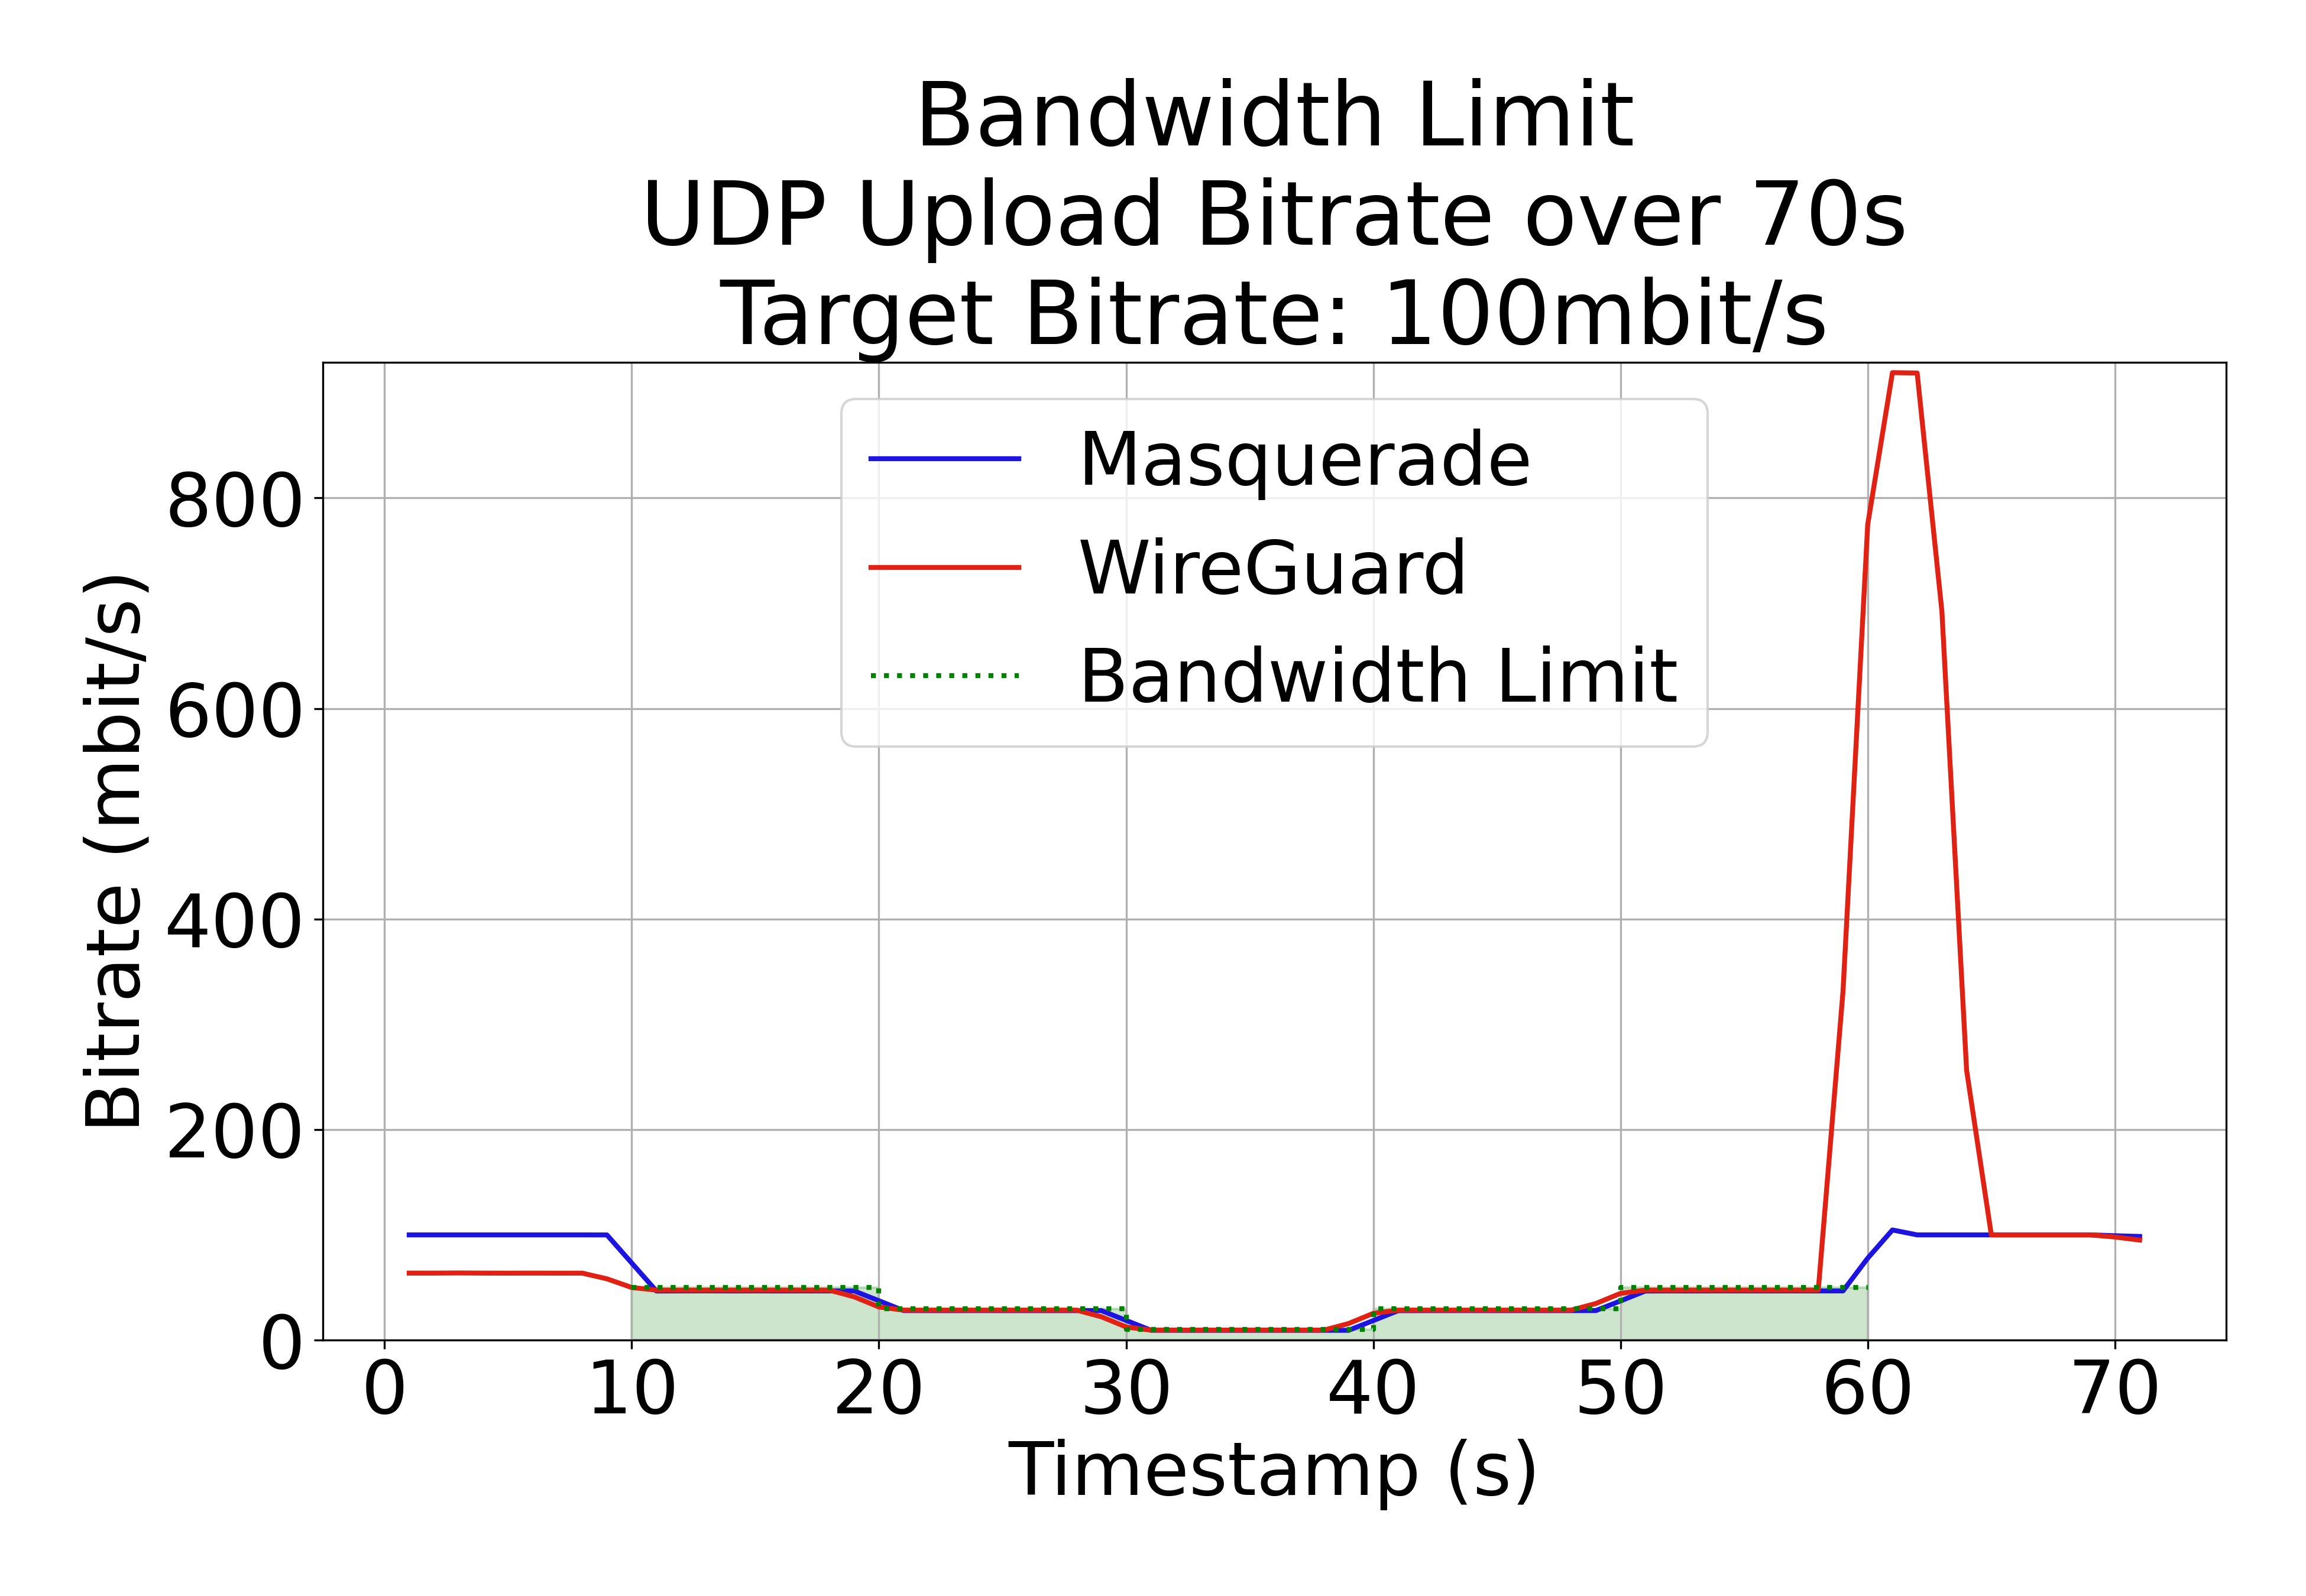 Bandwidth Limit
UDP Upload Bitrate over 70s
Target Bitrate: 100mbit/s
Masquerade
WireGuard
Bandwidth Limit
Bitrate (mbit/s)
800
600
400
200
0
0 10 20 30 40 50 60 70
Timestamp (s)